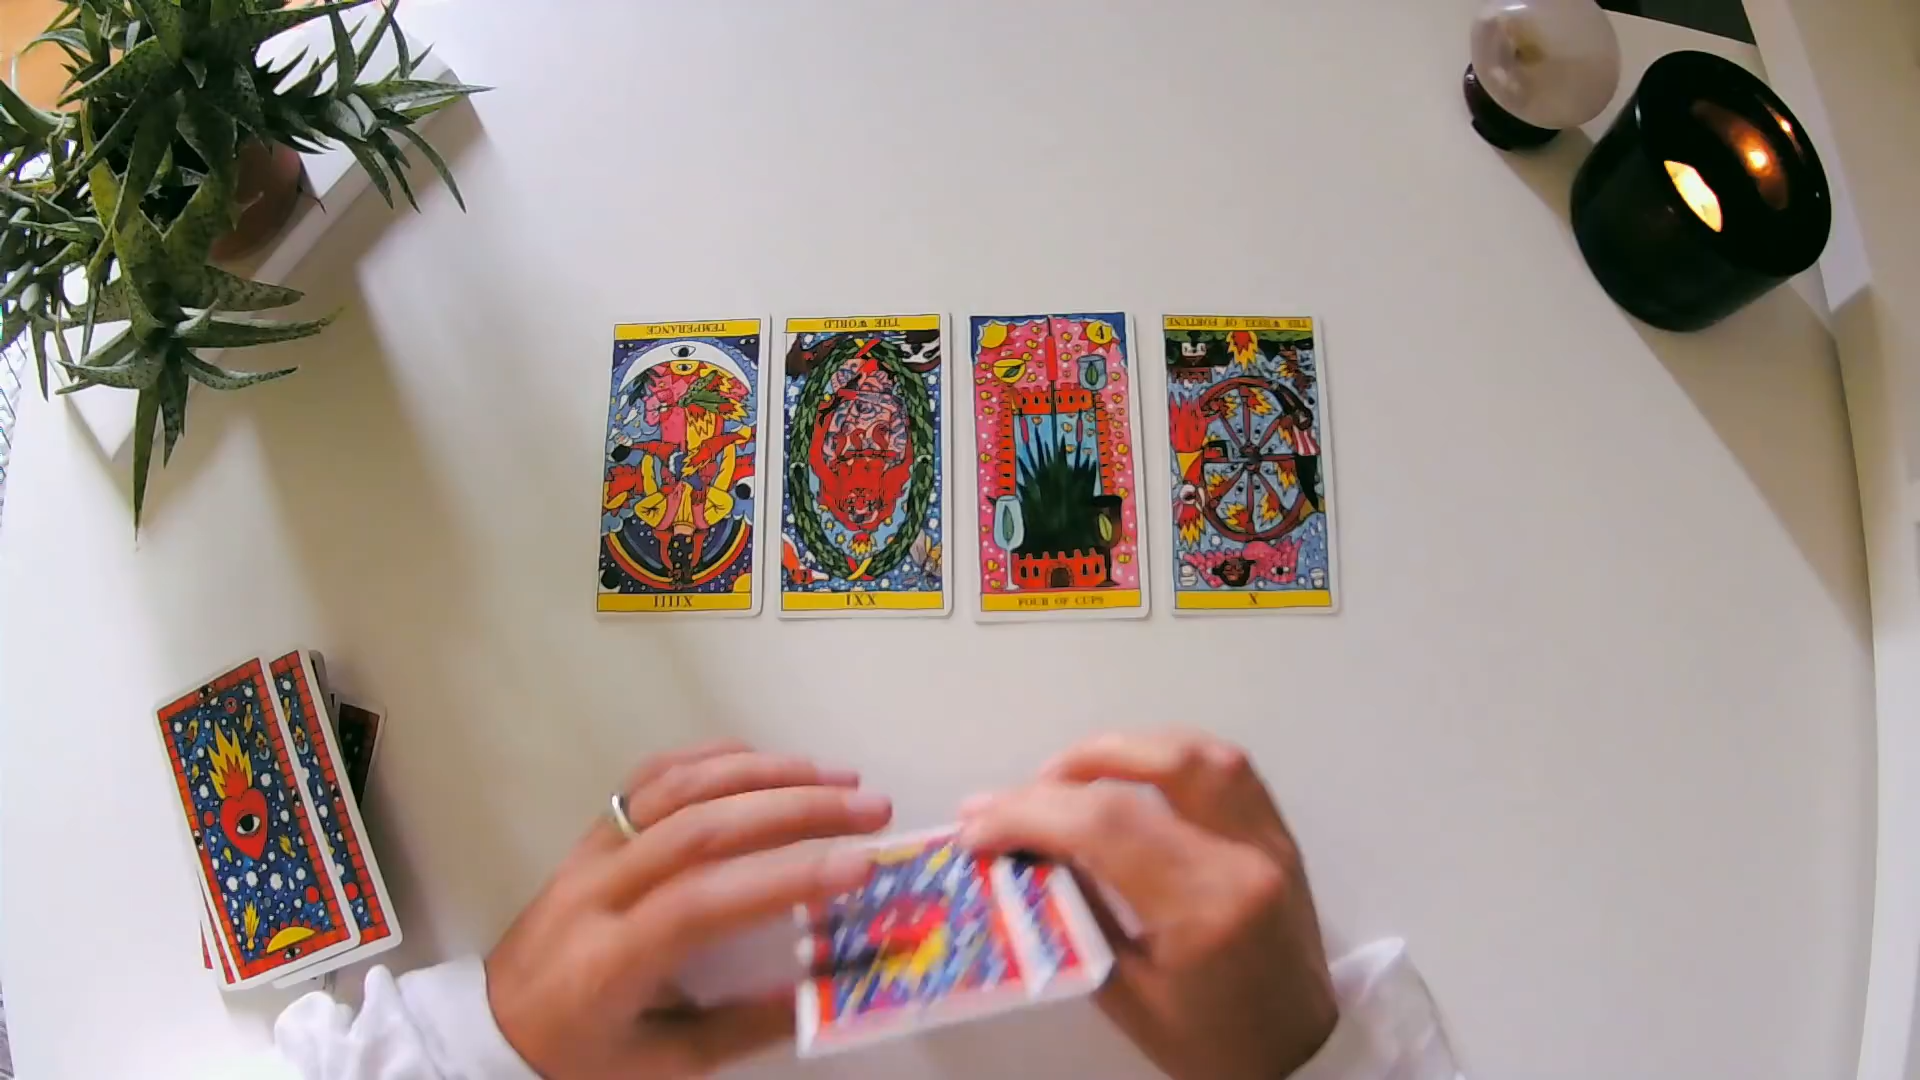 TEMPERANCE
THE WORLD
4
THE WHEEL OF FORTUNE
XIIII
XXI
FOUR OF CUPS
X